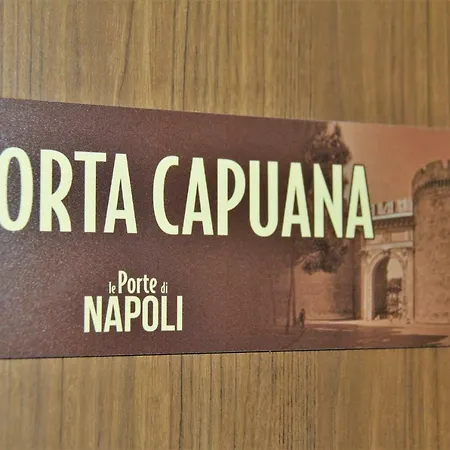 ORTA CAPUANA
le Porte di
NAPOLI